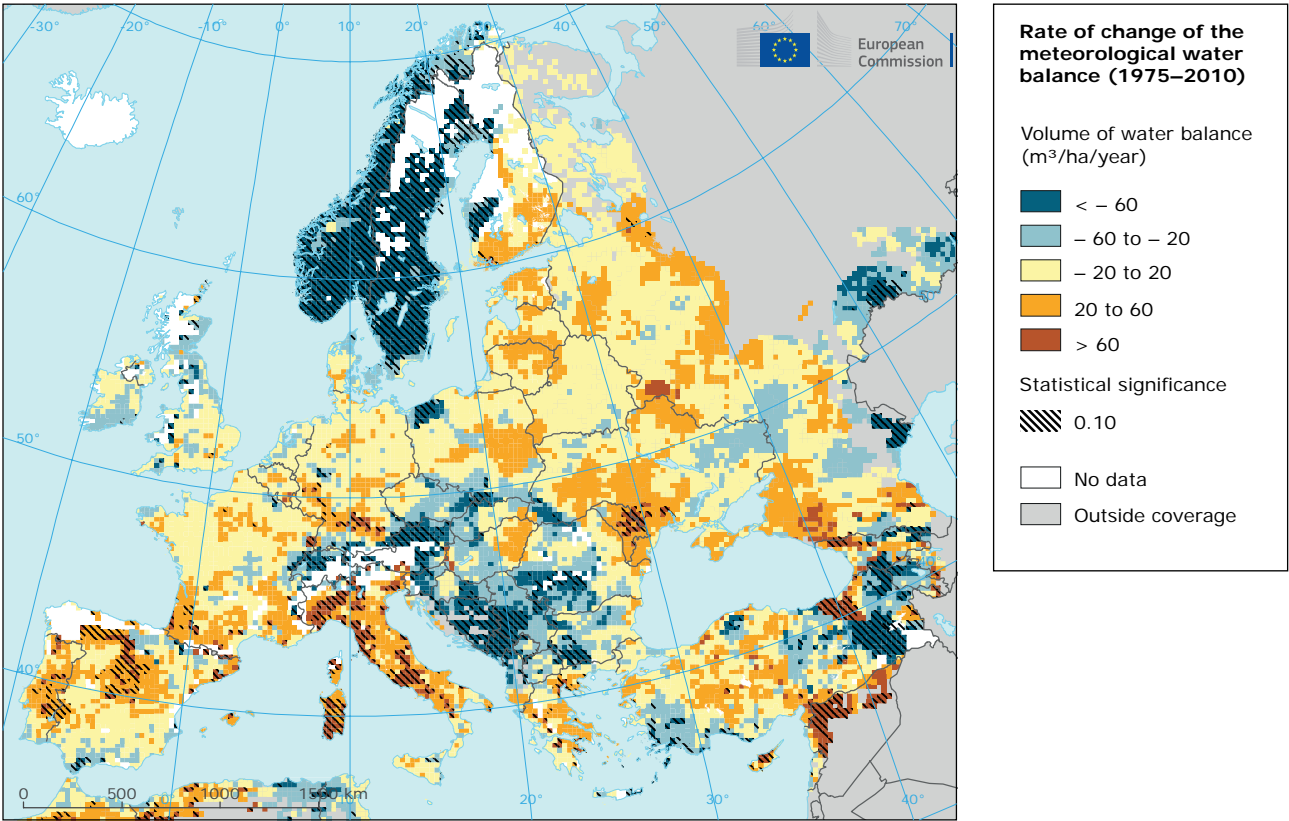 -30°
-20°
-10°
0°
10°
20°
30°
40°
50°
60°
70°
European
Commission
60°
50°
40°
0 500 1000 1500 km
20°
30°
40°
Rate of change of the
meteorological water
balance (1975–2010)
Volume of water balance
(m³/ha/year)
< – 60
– 60 to – 20
– 20 to 20
20 to 60
> 60
Statistical significance
0.10
No data
Outside coverage